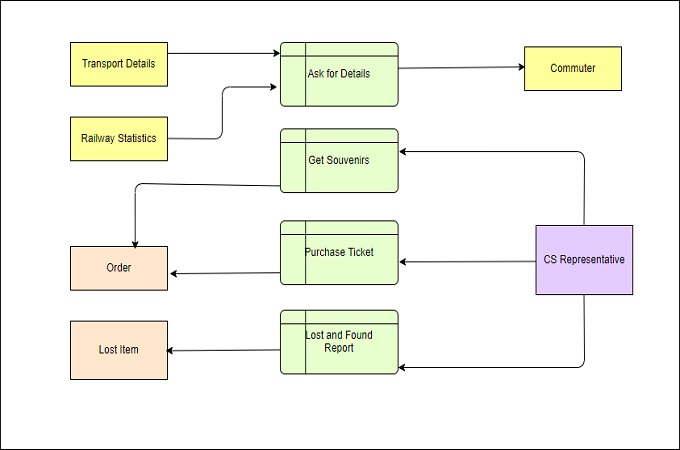 Transport Details
Ask for Details
Commuter
Railway Statistics
Get Souvenirs
Purchase Ticket
CS Representative
Order
Lost and Found
Report
Lost Item